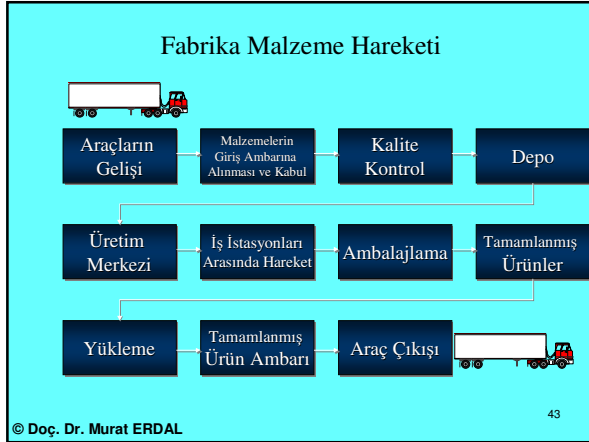 Fabrika Malzeme Hareketi
Araçların
Gelişi
Malzemelerin
Giriş Ambarına
Alınması ve Kabul
Kalite
Kontrol
Depo
Üretim
Merkezi
İş İstasyonları
Arasında Hareket
Ambalajlama
Tamamlanmış
Ürünler
Yükleme
Tamamlanmış
Ürün Ambarı
Araç Çıkışı
43
© Doç. Dr. Murat ERDAL